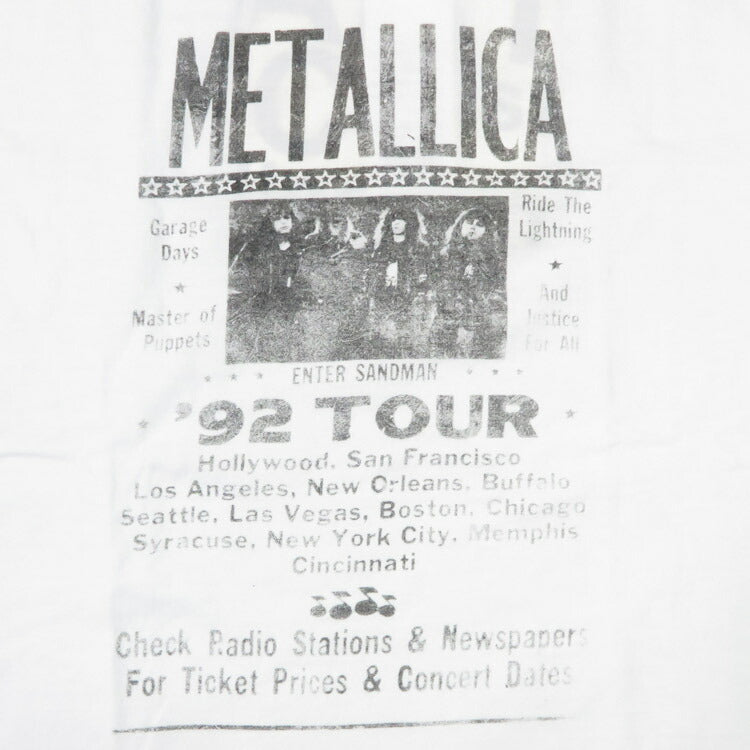 METALLICA
Garage
Days
Master of
Puppets
Ride The
Lightning
And
Justice
For All
ENTER SANDMAN
'92 TOUR
Hollywood, San Francisco
Los Angeles, New Orleans, Buffalo
Seattle, Las Vegas, Boston, Chicago
Syracuse, New York City, Memphis
Cincinnati
Check Radio Stations & Newspapers
For Ticket Prices & Concert Dates